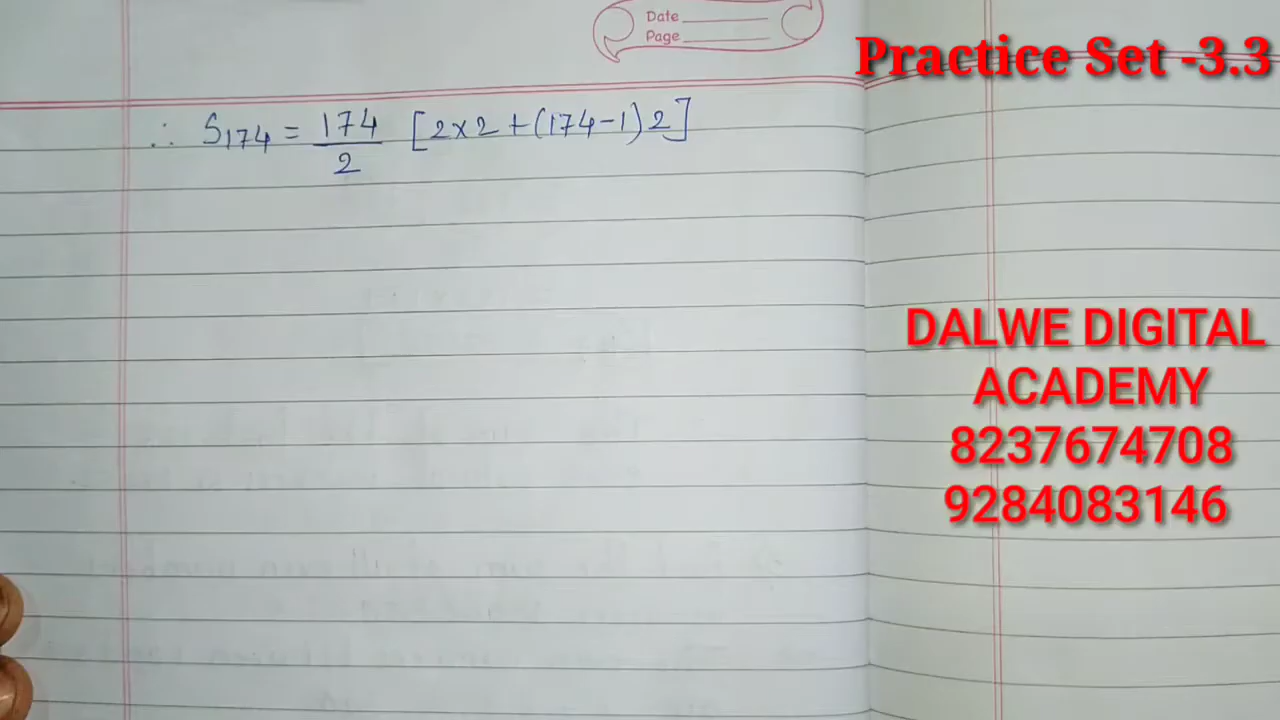 Date
Page
Practice Set -3.3
∴ S174 = 174/2 [2×2+(174-1)2]
DALWE DIGITAL
ACADEMY
8237674708
9284083146